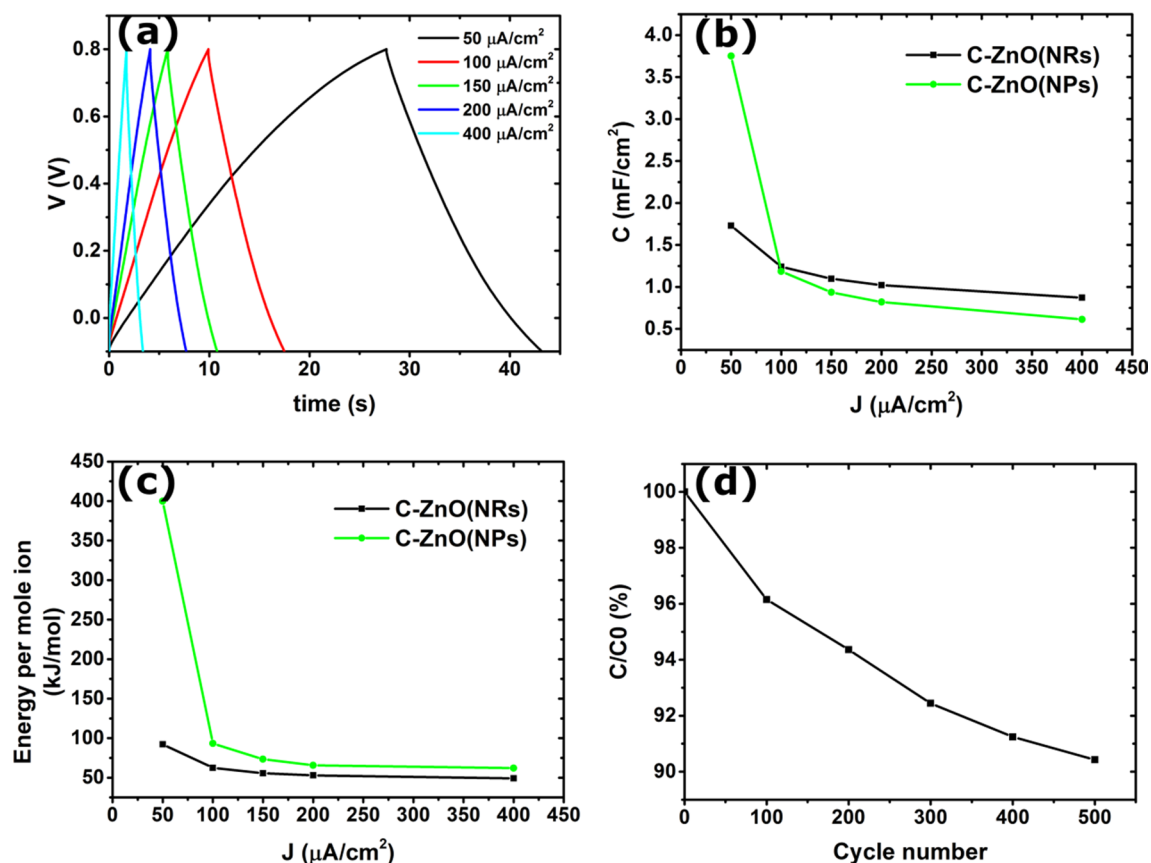 (a)
50 μA/cm²
100 μA/cm²
150 μA/cm²
200 μA/cm²
400 μA/cm²
0.8
0.6
0.4
0.2
0.0
V (V)
0 10 20 30 40
time (s)
(b)
C-ZnO(NRs)
C-ZnO(NPs)
4.0
3.5
3.0
2.5
2.0
1.5
1.0
0.5
C (mF/cm²)
0 50 100 150 200 250 300 350 400 450
J (μA/cm²)
(c)
C-ZnO(NRs)
C-ZnO(NPs)
450
400
350
300
250
200
150
100
50
Energy per mole ion
(kJ/mol)
0 50 100 150 200 250 300 350 400 450
J (μA/cm²)
(d)
100
98
96
94
92
90
C/C0 (%)
0 100 200 300 400 500
Cycle number